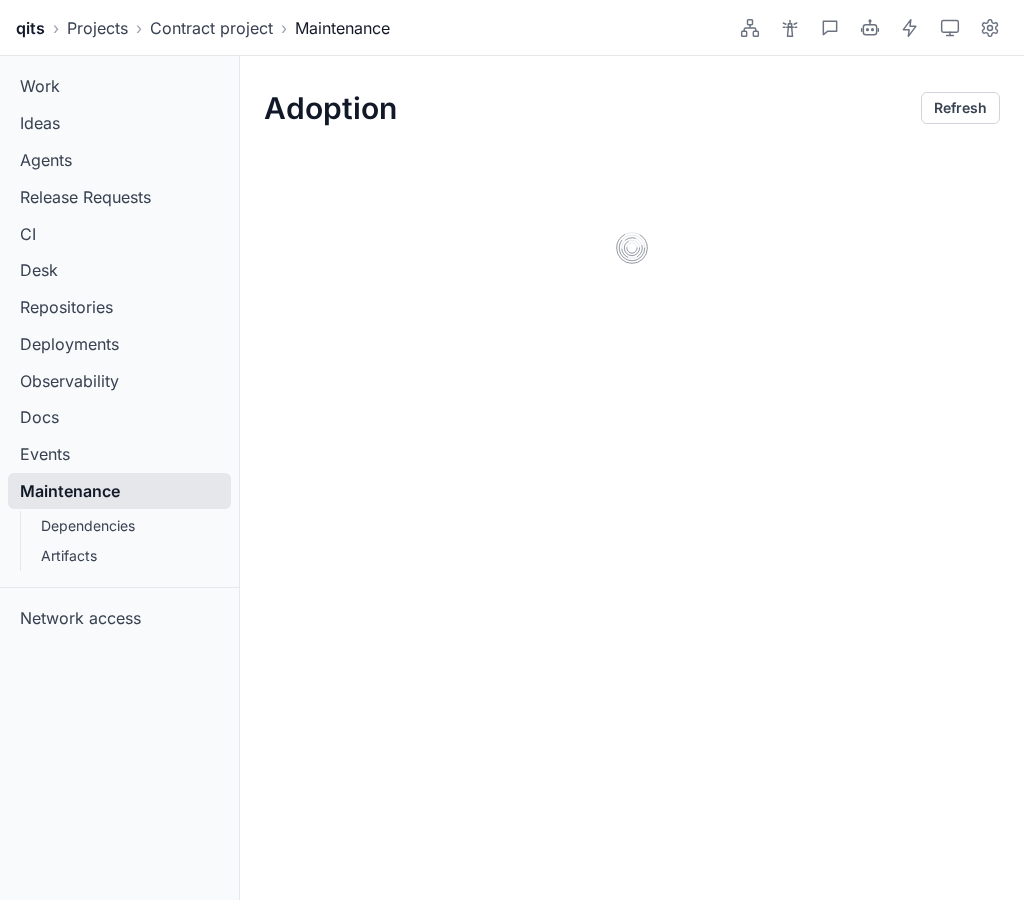 qits › Projects › Contract project › Maintenance
Work
Ideas
Agents
Release Requests
CI
Desk
Repositories
Deployments
Observability
Docs
Events
Maintenance
Dependencies
Artifacts
Network access
Adoption
Refresh